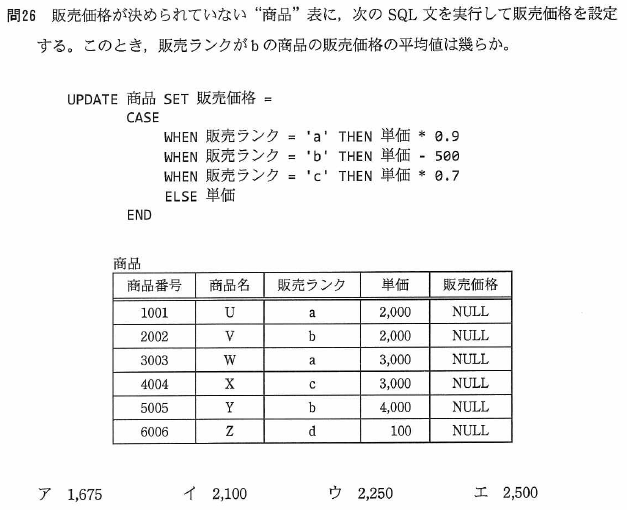 問26 販売価格が決められていない“商品”表に，次の SQL 文を実行して販売価格を設定
する。このとき，販売ランクが b の商品の販売価格の平均値は幾らか。
UPDATE 商品 SET 販売価格 =
CASE
WHEN 販売ランク = 'a' THEN 単価 * 0.9
WHEN 販売ランク = 'b' THEN 単価 - 500
WHEN 販売ランク = 'c' THEN 単価 * 0.7
ELSE 単価
END
商品
商品番号 商品名 販売ランク 単価 販売価格
1001 U a 2,000 NULL
2002 V b 2,000 NULL
3003 W a 3,000 NULL
4004 X c 3,000 NULL
5005 Y b 4,000 NULL
6006 Z d 100 NULL
ア 1,675 イ 2,100 ウ 2,250 エ 2,500